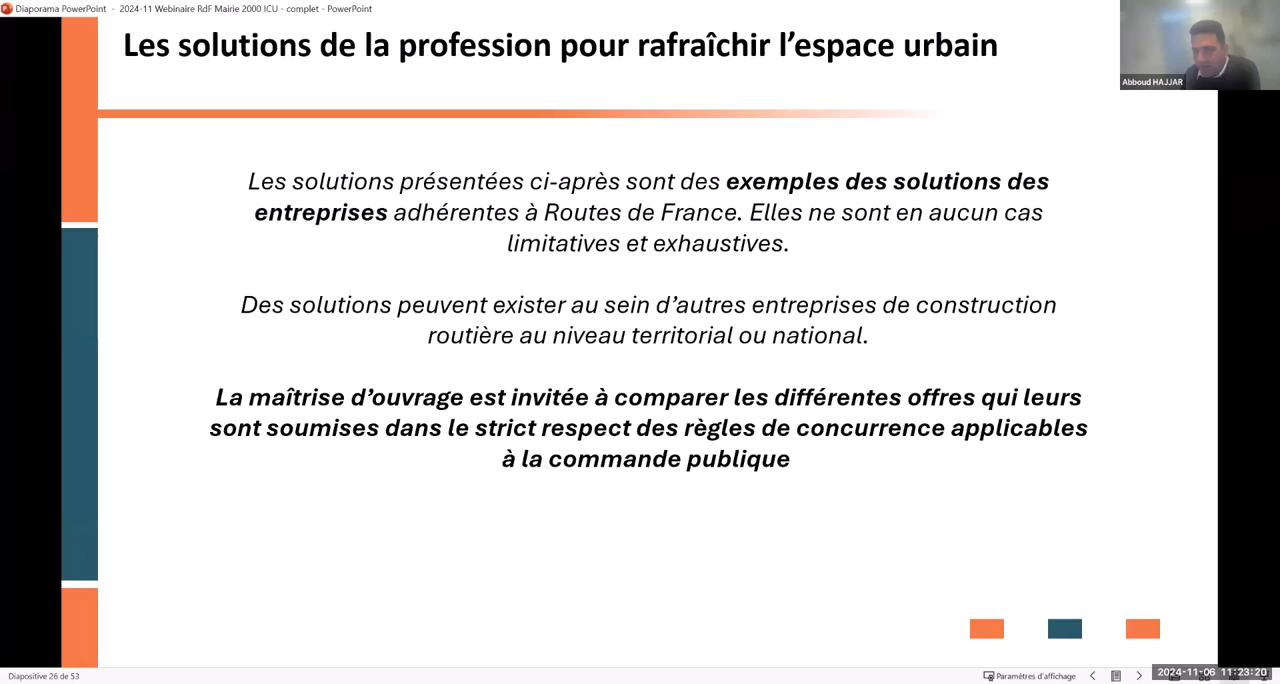 Diaporama PowerPoint - 2024-11 Webinaire RdF Mairie 2000 ICU - complet - PowerPoint
Les solutions de la profession pour rafraîchir l’espace urbain
Abboud HAJJAR
Les solutions présentées ci-après sont des exemples des solutions des
entreprises adhérentes à Routes de France. Elles ne sont en aucun cas
limitatives et exhaustives.
Des solutions peuvent exister au sein d’autres entreprises de construction
routière au niveau territorial ou national.
La maîtrise d’ouvrage est invitée à comparer les différentes offres qui leurs
sont soumises dans le strict respect des règles de concurrence applicables
à la commande publique
Diapositive 26 de 53
Paramètres d'affichage
2024-11-06 11:23:20